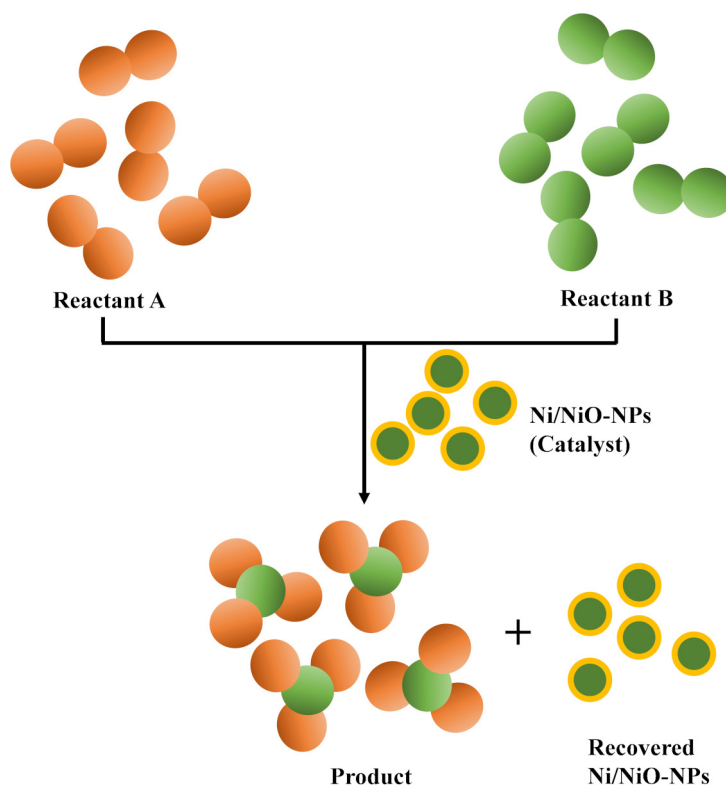 Reactant A
Reactant B
Ni/NiO-NPs
(Catalyst)
+
Product
Recovered
Ni/NiO-NPs